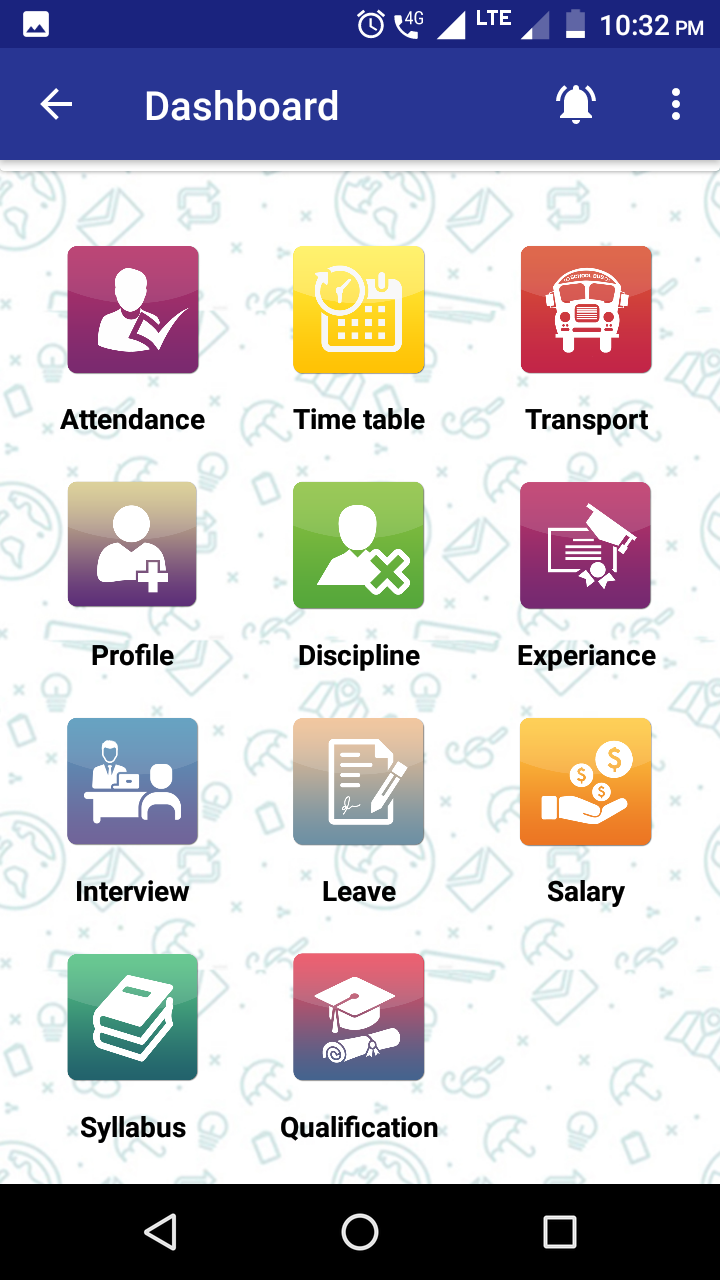 4G LTE 10:32 PM
Dashboard
Attendance Time table Transport
Profile Discipline Experiance
Interview Leave Salary
Syllabus Qualification